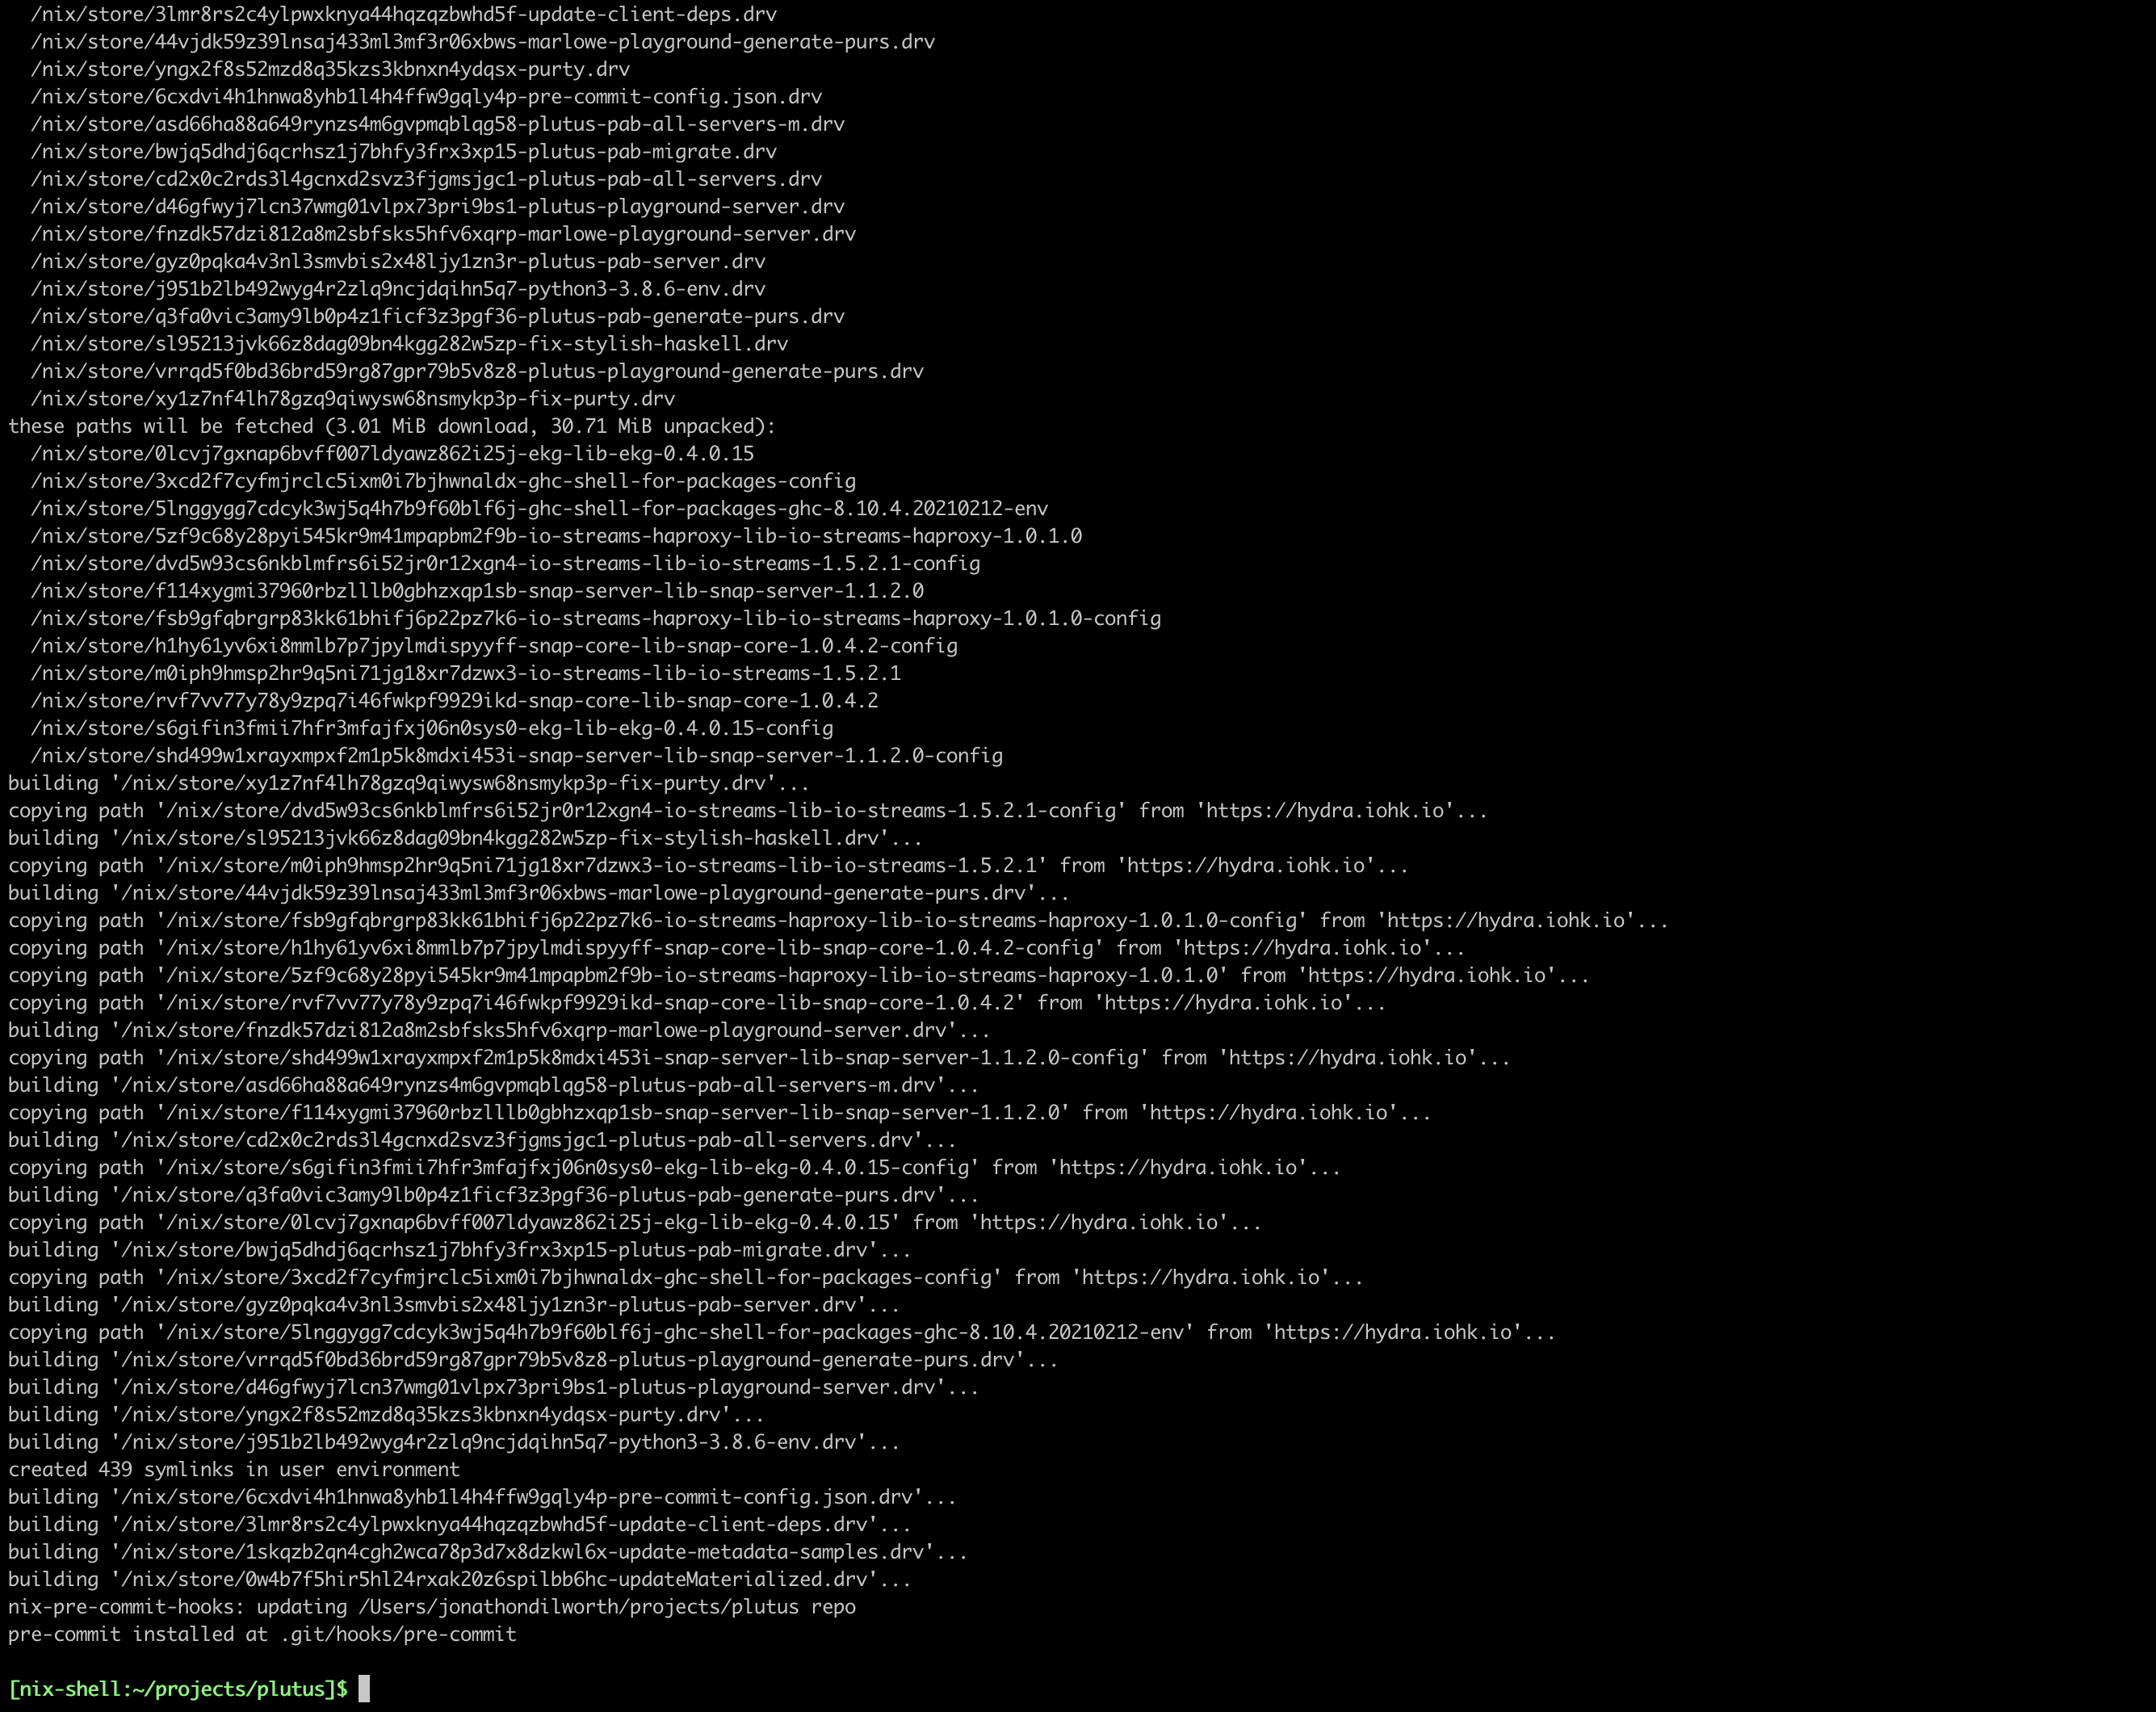 /nix/store/3lmr8rs2c4ylpwxknya44hqzqzbwhd5f-update-client-deps.drv
/nix/store/44vjdk59z39lnsaj433ml3mf3r06xbws-marlowe-playground-generate-purs.drv
/nix/store/yngx2f8s52mzd8q35kzs3kbnxn4ydqsx-purty.drv
/nix/store/6cxdvi4h1hnwa8yhb1l4h4ffw9gqly4p-pre-commit-config.json.drv
/nix/store/asd66ha88a649rynzs4m6gvpmqblqg58-plutus-pab-all-servers-m.drv
/nix/store/bwjq5dhdj6qcrhsz1j7bhfy3frx3xp15-plutus-pab-migrate.drv
/nix/store/cd2x0c2rds3l4gcnxd2svz3fjgmsjgc1-plutus-pab-all-servers.drv
/nix/store/d46gfwyj7lcn37wmg01vlpx73pri9bs1-plutus-playground-server.drv
/nix/store/fnzdk57dzi812a8m2sbfsks5hfv6xqrp-marlowe-playground-server.drv
/nix/store/gyz0pqka4v3nl3smvbis2x48ljy1zn3r-plutus-pab-server.drv
/nix/store/j951b2lb492wyg4r2zlq9ncjdqihn5q7-python3-3.8.6-env.drv
/nix/store/q3fa0vic3amy9lb0p4z1ficf3z3pgf36-plutus-pab-generate-purs.drv
/nix/store/sl95213jvk66z8dag09bn4kgg282w5zp-fix-stylish-haskell.drv
/nix/store/vrrqd5f0bd36brd59rg87gpr79b5v8z8-plutus-playground-generate-purs.drv
/nix/store/xy1z7nf4lh78gzq9qiwysw68nsmykp3p-fix-purty.drv
these paths will be fetched (3.01 MiB download, 30.71 MiB unpacked):
/nix/store/0lcvj7gxnap6bvff007ldyawz862i25j-ekg-lib-ekg-0.4.0.15
/nix/store/3xcd2f7cyfmjrclc5ixm0i7bjhwnaldx-ghc-shell-for-packages-config
/nix/store/5lnggygg7cdcyk3wj5q4h7b9f60blf6j-ghc-shell-for-packages-ghc-8.10.4.20210212-env
/nix/store/5zf9c68y28pyi545kr9m41mpapbm2f9b-io-streams-haproxy-lib-io-streams-haproxy-1.0.1.0
/nix/store/dvd5w93cs6nkblmfrs6i52jr0r12xgn4-io-streams-lib-io-streams-1.5.2.1-config
/nix/store/f114xygmi37960rbzlllb0gbhzxqp1sb-snap-server-lib-snap-server-1.1.2.0
/nix/store/fsb9gfqbrgrp83kk61bhifj6p22pz7k6-io-streams-haproxy-lib-io-streams-haproxy-1.0.1.0-config
/nix/store/h1hy61yv6xi8mmlb7p7jpylmdispyyff-snap-core-lib-snap-core-1.0.4.2-config
/nix/store/m0iph9hmsp2hr9q5ni71jg18xr7dzwx3-io-streams-lib-io-streams-1.5.2.1
/nix/store/rvf7vv77y78y9zpq7i46fwkpf9929ikd-snap-core-lib-snap-core-1.0.4.2
/nix/store/s6gifin3fmii7hfr3mfajfxj06n0sys0-ekg-lib-ekg-0.4.0.15-config
/nix/store/shd499w1xrayxmpxf2m1p5k8mdxi453i-snap-server-lib-snap-server-1.1.2.0-config
building '/nix/store/xy1z7nf4lh78gzq9qiwysw68nsmykp3p-fix-purty.drv'...
copying path '/nix/store/dvd5w93cs6nkblmfrs6i52jr0r12xgn4-io-streams-lib-io-streams-1.5.2.1-config' from 'https://hydra.iohk.io'...
building '/nix/store/sl95213jvk66z8dag09bn4kgg282w5zp-fix-stylish-haskell.drv'...
copying path '/nix/store/m0iph9hmsp2hr9q5ni71jg18xr7dzwx3-io-streams-lib-io-streams-1.5.2.1' from 'https://hydra.iohk.io'...
building '/nix/store/44vjdk59z39lnsaj433ml3mf3r06xbws-marlowe-playground-generate-purs.drv'...
copying path '/nix/store/fsb9gfqbrgrp83kk61bhifj6p22pz7k6-io-streams-haproxy-lib-io-streams-haproxy-1.0.1.0-config' from 'https://hydra.iohk.io'...
copying path '/nix/store/h1hy61yv6xi8mmlb7p7jpylmdispyyff-snap-core-lib-snap-core-1.0.4.2-config' from 'https://hydra.iohk.io'...
copying path '/nix/store/5zf9c68y28pyi545kr9m41mpapbm2f9b-io-streams-haproxy-lib-io-streams-haproxy-1.0.1.0' from 'https://hydra.iohk.io'...
copying path '/nix/store/rvf7vv77y78y9zpq7i46fwkpf9929ikd-snap-core-lib-snap-core-1.0.4.2' from 'https://hydra.iohk.io'...
building '/nix/store/fnzdk57dzi812a8m2sbfsks5hfv6xqrp-marlowe-playground-server.drv'...
copying path '/nix/store/shd499w1xrayxmpxf2m1p5k8mdxi453i-snap-server-lib-snap-server-1.1.2.0-config' from 'https://hydra.iohk.io'...
building '/nix/store/asd66ha88a649rynzs4m6gvpmqblqg58-plutus-pab-all-servers-m.drv'...
copying path '/nix/store/f114xygmi37960rbzlllb0gbhzxqp1sb-snap-server-lib-snap-server-1.1.2.0' from 'https://hydra.iohk.io'...
building '/nix/store/cd2x0c2rds3l4gcnxd2svz3fjgmsjgc1-plutus-pab-all-servers.drv'...
copying path '/nix/store/s6gifin3fmii7hfr3mfajfxj06n0sys0-ekg-lib-ekg-0.4.0.15-config' from 'https://hydra.iohk.io'...
building '/nix/store/q3fa0vic3amy9lb0p4z1ficf3z3pgf36-plutus-pab-generate-purs.drv'...
copying path '/nix/store/0lcvj7gxnap6bvff007ldyawz862i25j-ekg-lib-ekg-0.4.0.15' from 'https://hydra.iohk.io'...
building '/nix/store/bwjq5dhdj6qcrhsz1j7bhfy3frx3xp15-plutus-pab-migrate.drv'...
copying path '/nix/store/3xcd2f7cyfmjrclc5ixm0i7bjhwnaldx-ghc-shell-for-packages-config' from 'https://hydra.iohk.io'...
building '/nix/store/gyz0pqka4v3nl3smvbis2x48ljy1zn3r-plutus-pab-server.drv'...
copying path '/nix/store/5lnggygg7cdcyk3wj5q4h7b9f60blf6j-ghc-shell-for-packages-ghc-8.10.4.20210212-env' from 'https://hydra.iohk.io'...
building '/nix/store/vrrqd5f0bd36brd59rg87gpr79b5v8z8-plutus-playground-generate-purs.drv'...
building '/nix/store/d46gfwyj7lcn37wmg01vlpx73pri9bs1-plutus-playground-server.drv'...
building '/nix/store/yngx2f8s52mzd8q35kzs3kbnxn4ydqsx-purty.drv'...
building '/nix/store/j951b2lb492wyg4r2zlq9ncjdqihn5q7-python3-3.8.6-env.drv'...
created 439 symlinks in user environment
building '/nix/store/6cxdvi4h1hnwa8yhb1l4h4ffw9gqly4p-pre-commit-config.json.drv'...
building '/nix/store/3lmr8rs2c4ylpwxknya44hqzqzbwhd5f-update-client-deps.drv'...
building '/nix/store/1skqzb2qn4cgh2wca78p3d7x8dzkwl6x-update-metadata-samples.drv'...
building '/nix/store/0w4b7f5hir5hl24rxak20z6spilbb6hc-updateMaterialized.drv'...
nix-pre-commit-hooks: updating /Users/jonathondilworth/projects/plutus repo
pre-commit installed at .git/hooks/pre-commit
[nix-shell:~/projects/plutus]$